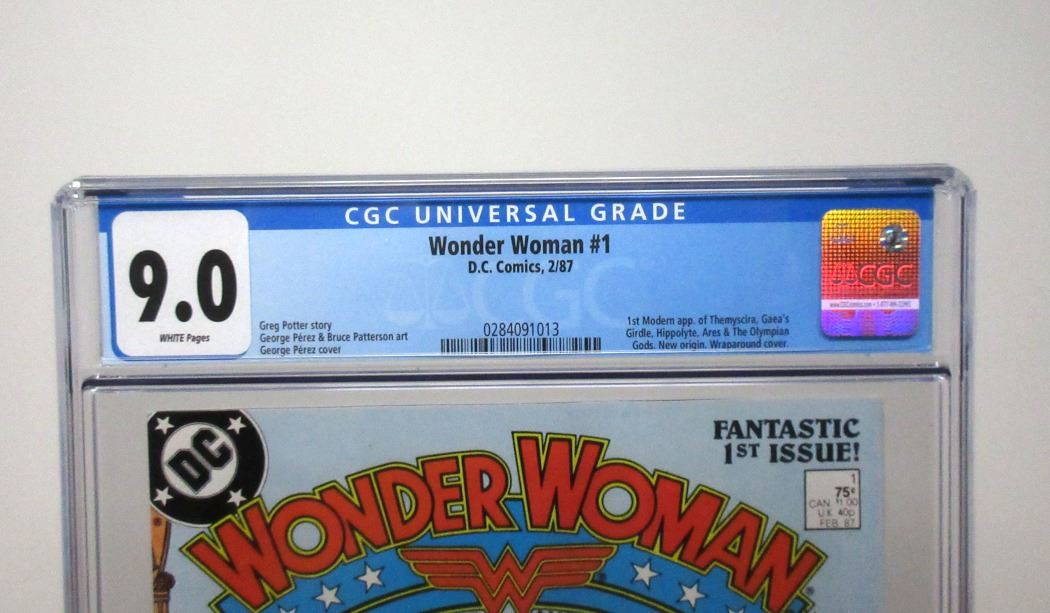 CGC UNIVERSAL GRADE
9.0
WHITE Pages
Wonder Woman #1
D.C. Comics, 2/87
Greg Potter story
George Pérez & Bruce Patterson art
George Pérez cover
0284091013
1st Modern app. of Themyscira, Gaea's
Girdle, Hippolyte, Ares & The Olympian
Gods. New origin. Wraparound cover.
CGC
DC
FANTASTIC
1ST ISSUE!
1
75¢
CAN $1.00
U.K. 40p
FEB. 87
WONDER WOMAN